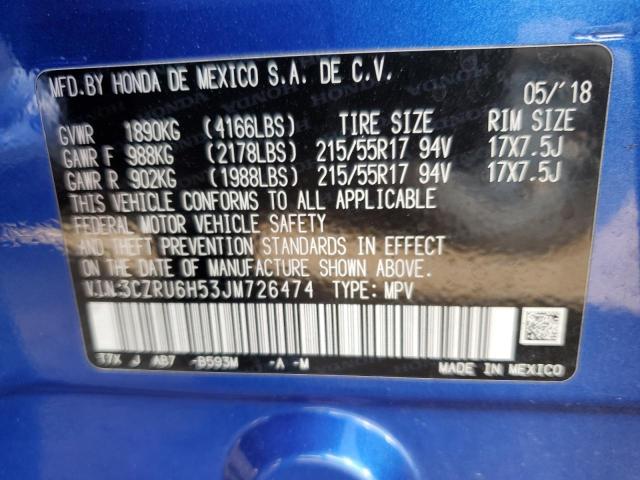 MFD.BY HONDA DE MEXICO S.A. DE C.V.
05/'18
GVWR 1890KG (4166LBS) TIRE SIZE RIM SIZE
GAWR F 988KG (2178LBS) 215/55R17 94V 17X7.5J
GAWR R 902KG (1988LBS) 215/55R17 94V 17X7.5J
THIS VEHICLE CONFORMS TO ALL APPLICABLE
FEDERAL MOTOR VEHICLE SAFETY
AND THEFT PREVENTION STANDARDS IN EFFECT
ON THE DATE OF MANUFACTURE SHOWN ABOVE.
V.I.N:3CZRU6H53JM726474 TYPE: MPV
T7X J AB7 -B593M -A -M
MADE IN MEXICO